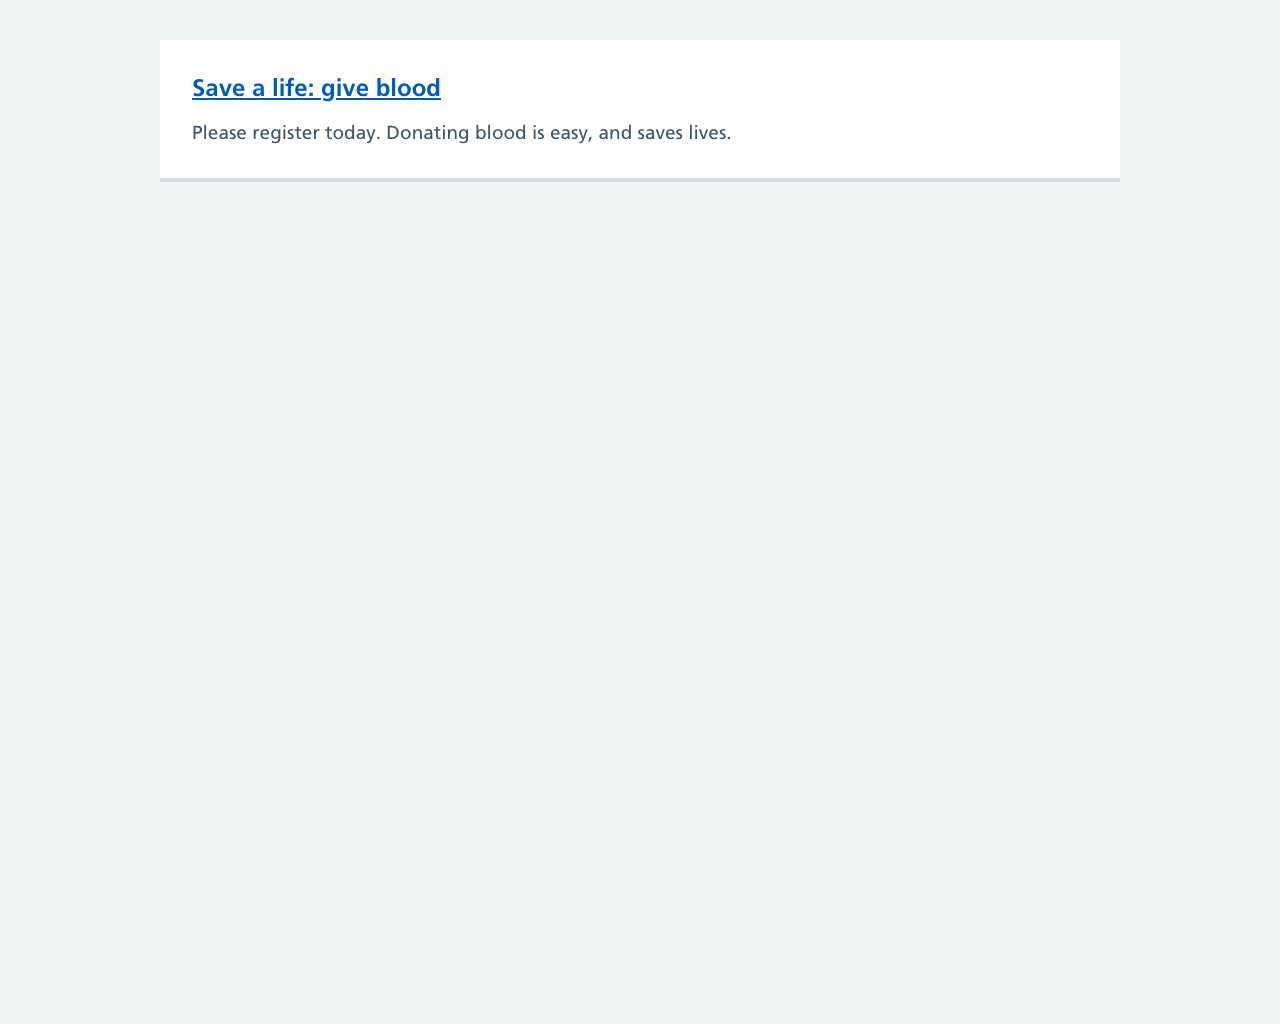 Save a life: give blood
Please register today. Donating blood is easy, and saves lives.